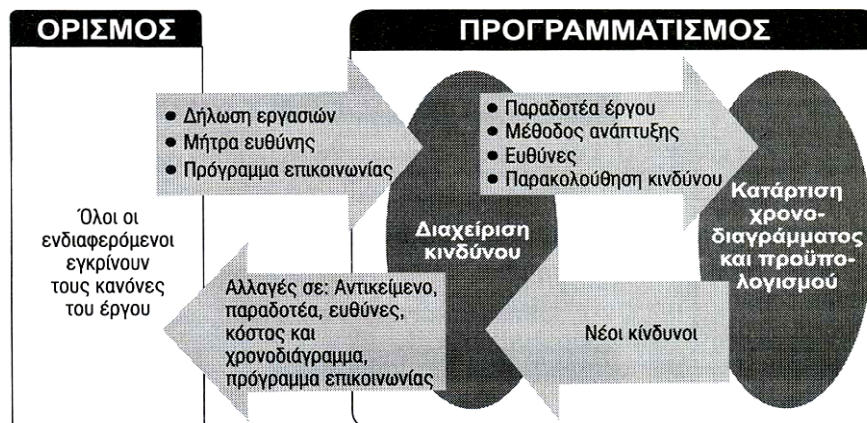 ΟΡΙΣΜΟΣ
ΠΡΟΓΡΑΜΜΑΤΙΣΜΟΣ
● Δήλωση εργασιών
● Μήτρα ευθύνης
● Πρόγραμμα επικοινωνίας
● Παραδοτέα έργου
● Μέθοδος ανάπτυξης
● Ευθύνες
● Παρακολούθηση κινδύνου
Όλοι οι
ενδιαφερόμενοι
εγκρίνουν
τους κανόνες
του έργου
Διαχείριση
κινδύνου
Κατάρτιση
χρονο-
διαγράμματος
και προϋπο-
λογισμού
Αλλαγές σε: Αντικείμενο,
παραδοτέα, ευθύνες,
κόστος και
χρονοδιάγραμμα,
πρόγραμμα επικοινωνίας
Νέοι κίνδυνοι